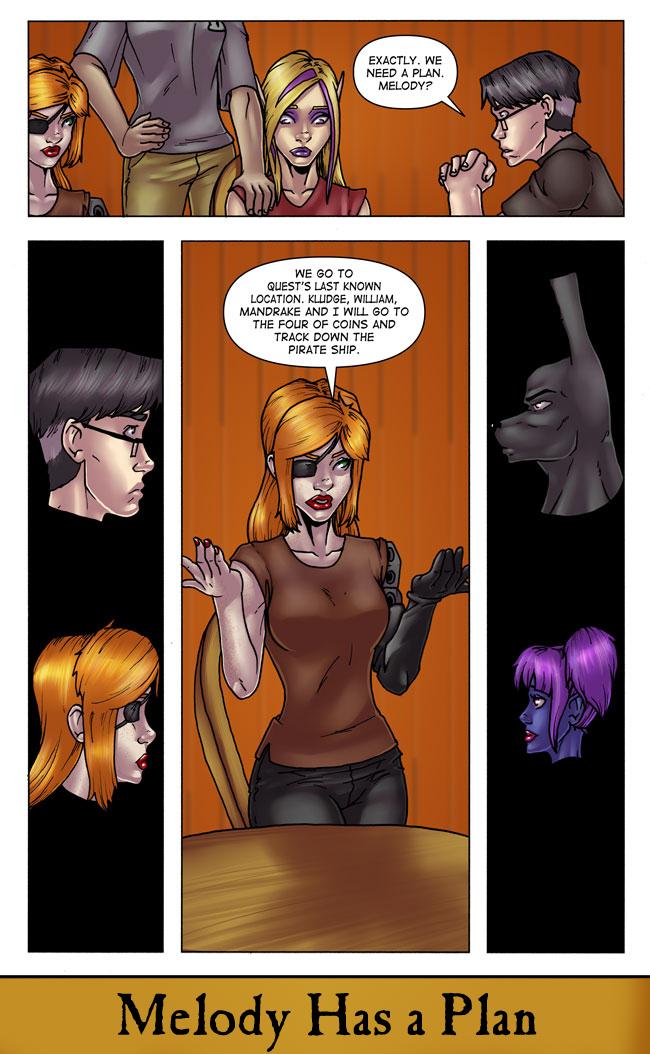 EXACTLY. WE
NEED A PLAN.
MELODY?
WE GO TO
QUEST'S LAST KNOWN
LOCATION. KLUDGE, WILLIAM,
MANDRAKE AND I WILL GO TO
THE FOUR OF COINS AND
TRACK DOWN THE
PIRATE SHIP.
Melody Has a Plan